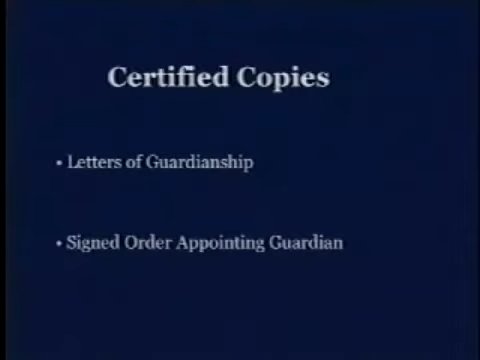 Certified Copies
• Letters of Guardianship
• Signed Order Appointing Guardian